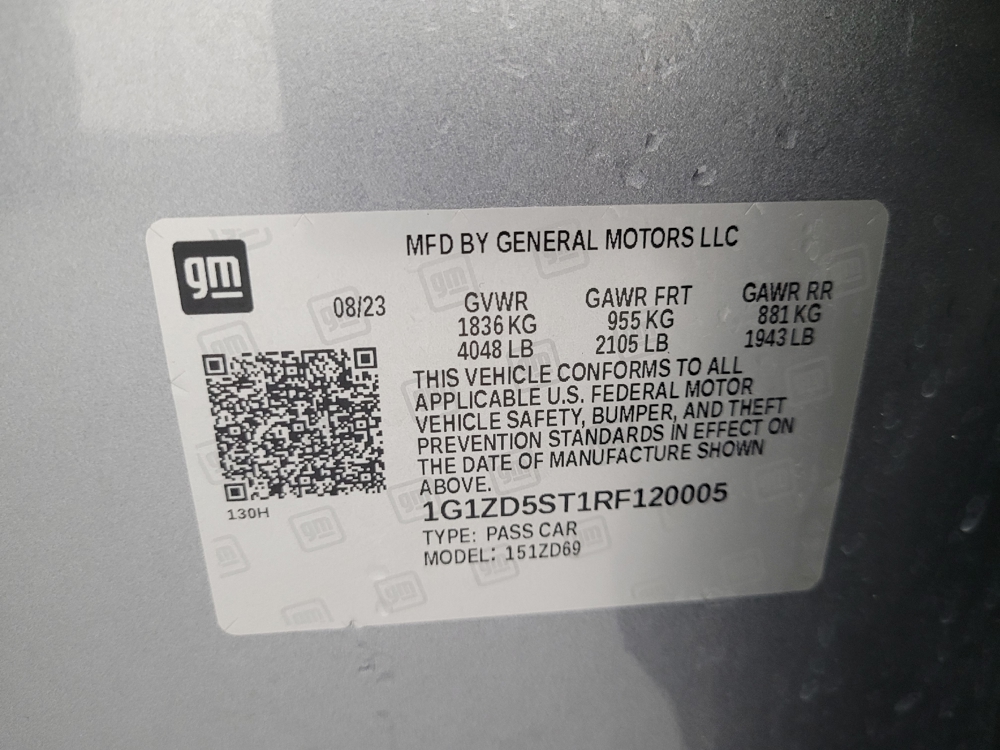 gm
MFD BY GENERAL MOTORS LLC
08/23
GVWR
1836 KG
4048 LB
GAWR FRT
955 KG
2105 LB
GAWR RR
881 KG
1943 LB
THIS VEHICLE CONFORMS TO ALL
APPLICABLE U.S. FEDERAL MOTOR
VEHICLE SAFETY, BUMPER, AND THEFT
PREVENTION STANDARDS IN EFFECT ON
THE DATE OF MANUFACTURE SHOWN
ABOVE.
1G1ZD5ST1RF120005
TYPE: PASS CAR
MODEL: 151ZD69
130H